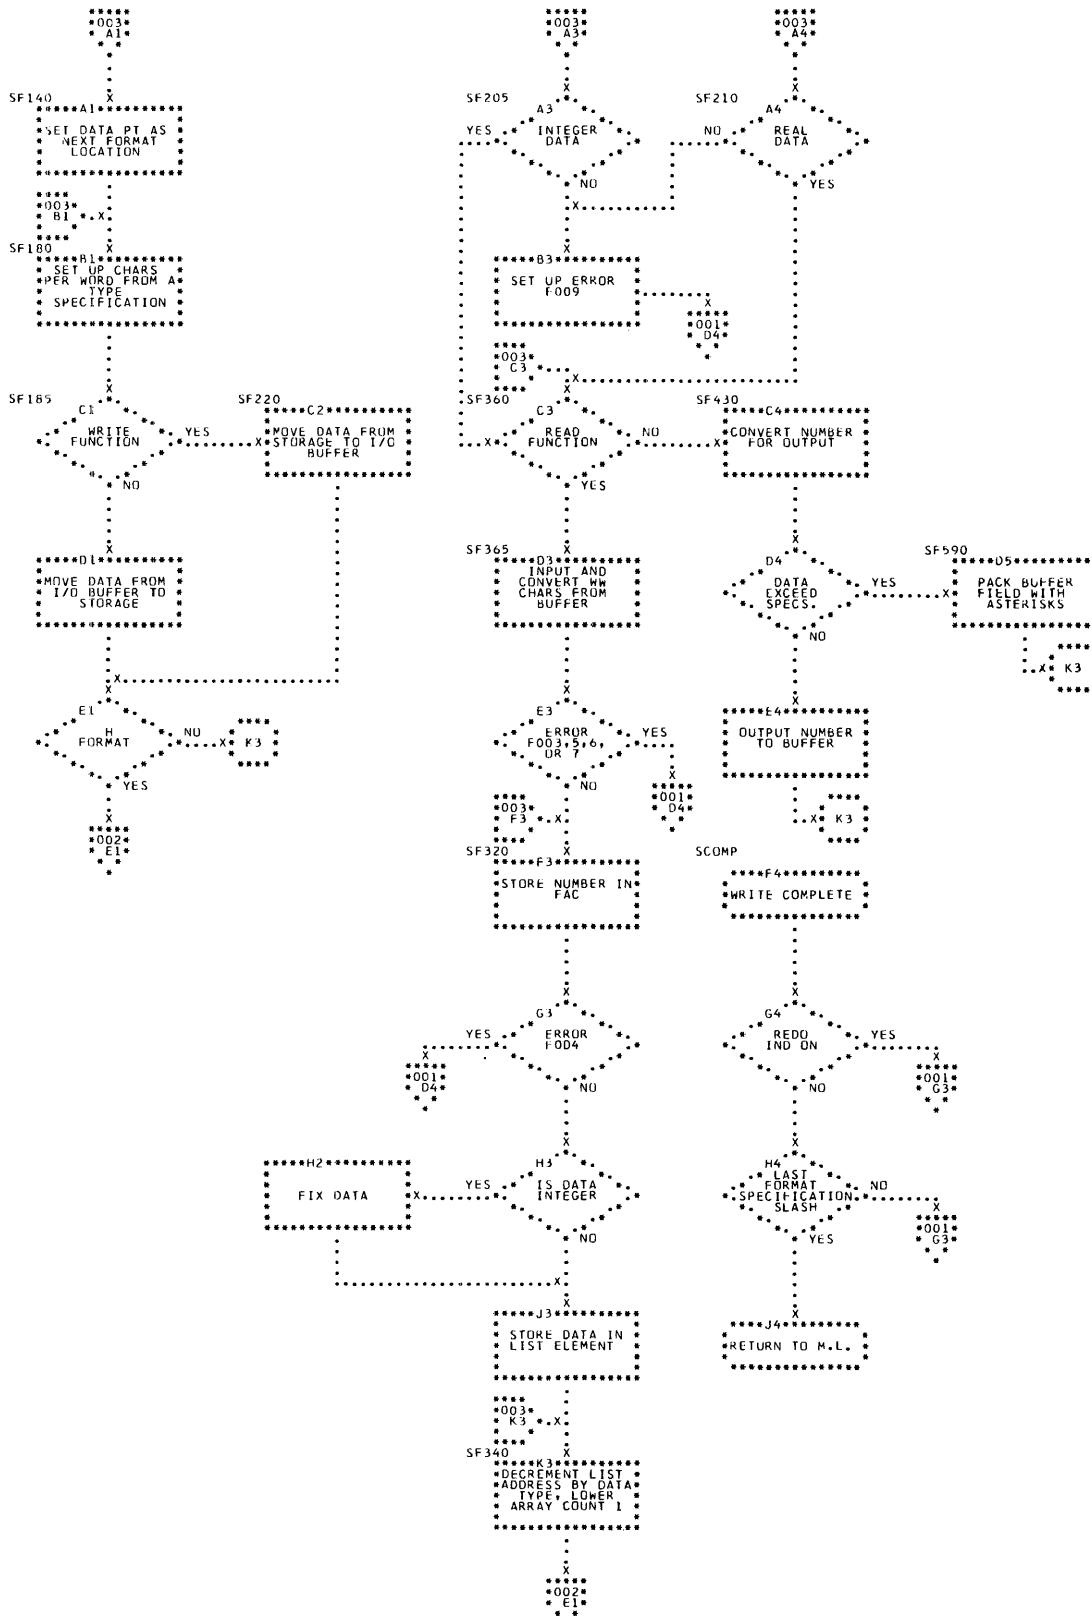 003 003 003
A1 A3 A4
SF140 SF205 SF210
A1 A3 A4
SET DATA PT AS
NEXT FORMAT
LOCATION
YES INTEGER
DATA
NO REAL
DATA
NO
YES
003
B1
SF180
B1
SET UP CHARS
PER WORD FROM A
TYPE
SPECIFICATION
B3
SET UP ERROR
F009
001
D4
003
C3
SF185 SF220 SF360 SF430
C1 C2 C3 C4
WRITE
FUNCTION
YES
MOVE DATA FROM
STORAGE TO I/O
BUFFER
READ
FUNCTION
NO
CONVERT NUMBER
FOR OUTPUT
NO
YES
SF365 SF590
D1 D3 D4 D5
MOVE DATA FROM
I/O BUFFER TO
STORAGE
INPUT AND
CONVERT WW
CHARS FROM
BUFFER
DATA
EXCEED
SPECS.
YES
PACK BUFFER
FIELD WITH
ASTERISKS
NO
K3
E1 E3 E4
H
FORMAT
NO
K3
ERROR
F003,5,6,
OR 7
YES
OUTPUT NUMBER
TO BUFFER
YES
NO
001
D4
K3
002
E1
003
F3
SF320 SCOMP
F3 F4
STORE NUMBER IN
FAC
WRITE COMPLETE
G3 G4
YES ERROR
F0D4
REDO
IND ON
YES
001
D4
NO
NO
001
G3
H2 H3 H4
FIX DATA
YES IS DATA
INTEGER
LAST
FORMAT
SPECIFICATION
SLASH
NO
NO
YES
001
G3
J3 J4
STORE DATA IN
LIST ELEMENT
RETURN TO M.L.
003
K3
SF340
K3
DECREMENT LIST
ADDRESS BY DATA
TYPE, LOWER
ARRAY COUNT 1
002
E1